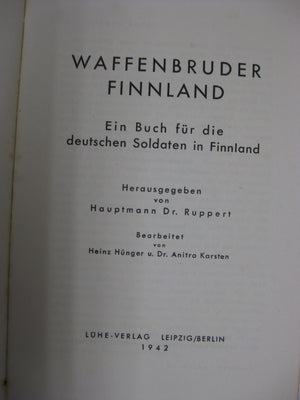 WAFFENBRUDER
FINNLAND
Ein Buch für die
deutschen Soldaten in Finnland
Herausgegeben
von
Hauptmann Dr. Ruppert
Bearbeitet
von
Heinz Hünger u. Dr. Anitra Karsten
LÜHE-VERLAG LEIPZIG/BERLIN
1942